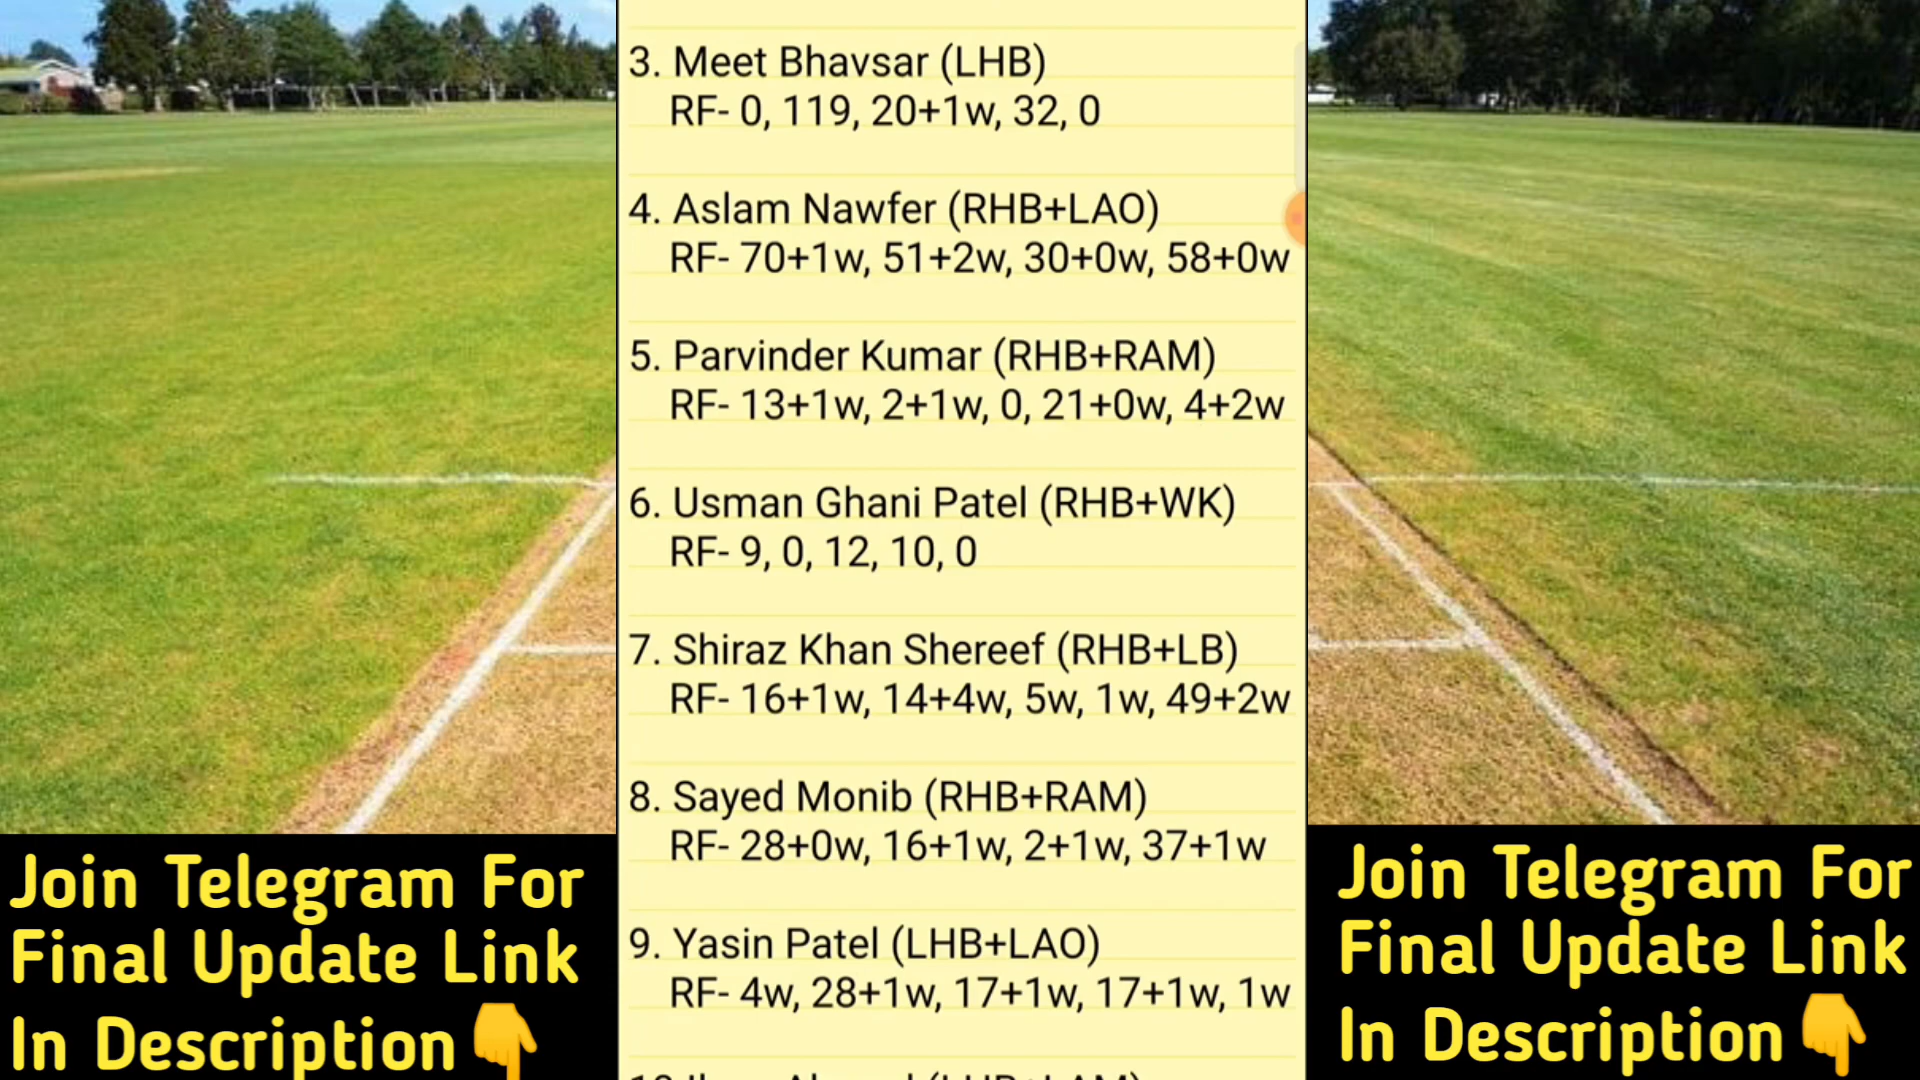 3. Meet Bhavsar (LHB)
RF- 0, 119, 20+1w, 32, 0
4. Aslam Nawfer (RHB+LAO)
RF- 70+1w, 51+2w, 30+0w, 58+0w
5. Parvinder Kumar (RHB+RAM)
RF- 13+1w, 2+1w, 0, 21+0w, 4+2w
6. Usman Ghani Patel (RHB+WK)
RF- 9, 0, 12, 10, 0
7. Shiraz Khan Shereef (RHB+LB)
RF- 16+1w, 14+4w, 5w, 1w, 49+2w
8. Sayed Monib (RHB+RAM)
RF- 28+0w, 16+1w, 2+1w, 37+1w
9. Yasin Patel (LHB+LAO)
RF- 4w, 28+1w, 17+1w, 17+1w, 1w
Join Telegram For
Final Update Link
In Description👇
Join Telegram For
Final Update Link
In Description👇